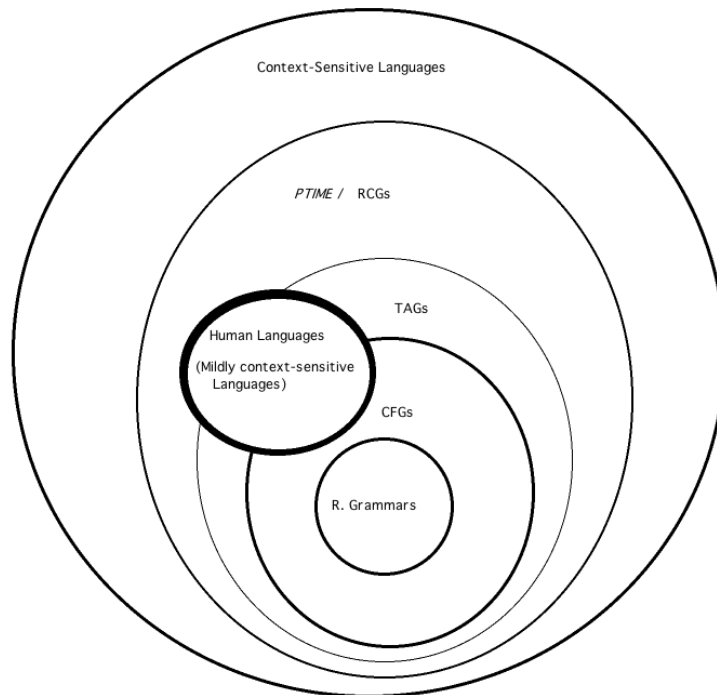 Context-Sensitive Languages
PTIME / RCGs
TAGs
Human Languages
(Mildly context-sensitive
Languages)
CFGs
R. Grammars